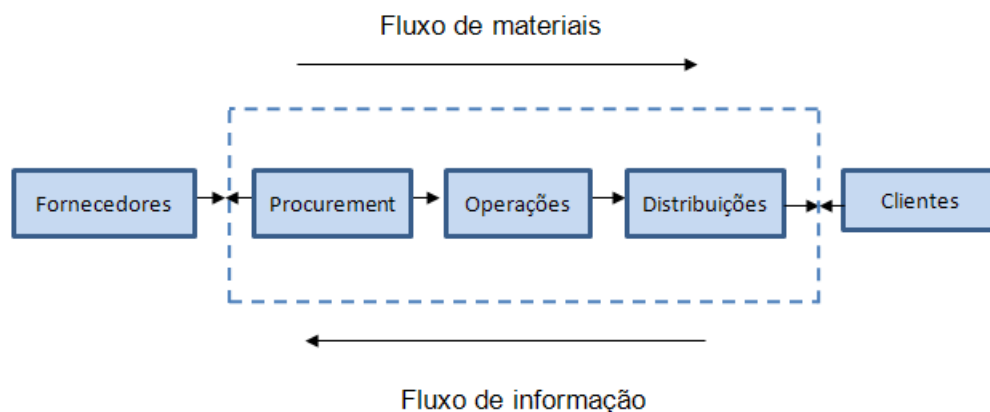 Fluxo de materiais
Fornecedores
Procurement
Operações
Distribuições
Clientes
Fluxo de informação